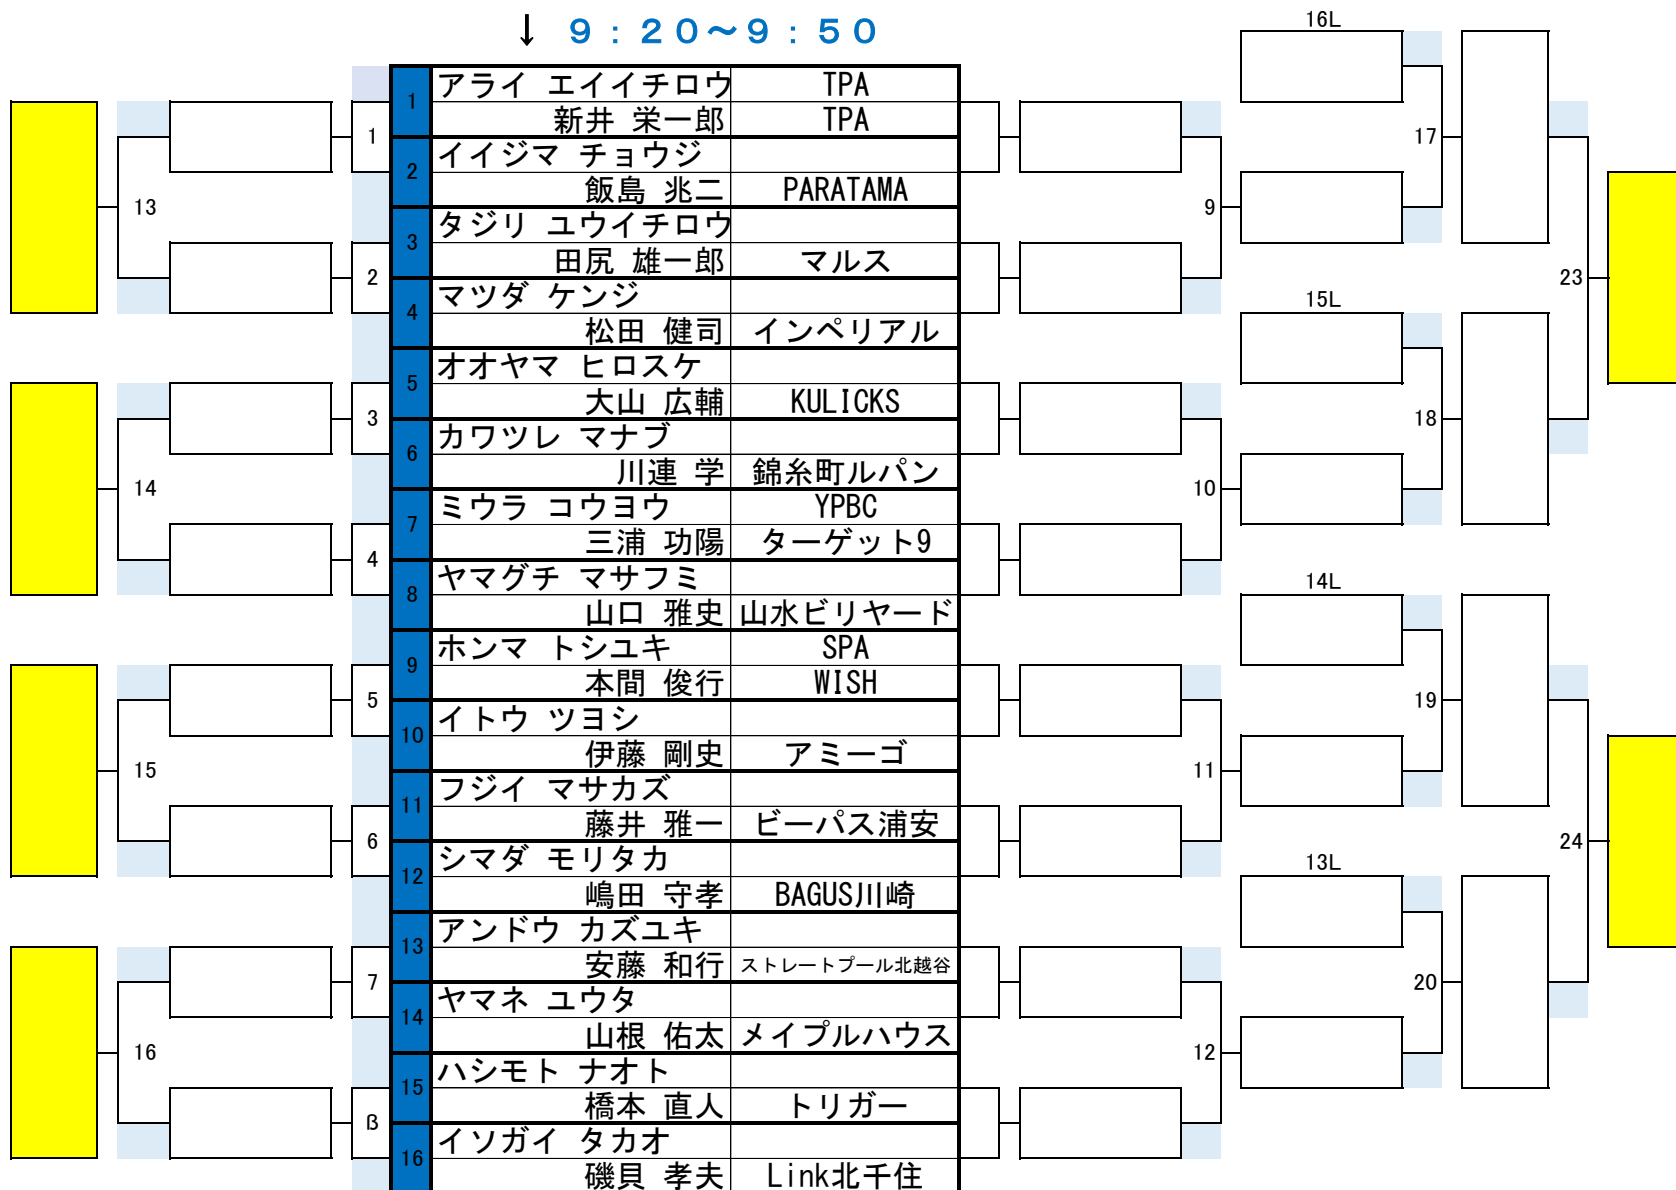 ↓ 9：20～9：50
16L
アライ エイイチロウ TPA
1
新井 栄一郎 TPA
1 17
イイジマ チョウジ
2
飯島 兆二 PARATAMA
13 9
タジリ ユウイチロウ
3
田尻 雄一郎 マルス
2 23
マツダ ケンジ 15L
4
松田 健司 インペリアル
オオヤマ ヒロスケ
5
大山 広輔 KULICKS
3 18
カワツレ マナブ
6
川連 学 錦糸町ルパン
14 10
ミウラ コウヨウ YPBC
7
三浦 功陽 ターゲット9
4
ヤマグチ マサフミ 14L
8
山口 雅史 山水ビリヤード
ホンマ トシユキ SPA
9
本間 俊行 WISH
5 19
イトウ ツヨシ
10
伊藤 剛史 アミーゴ
15 11
フジイ マサカズ
11
藤井 雅一 ビーパス浦安
6 24
シマダ モリタカ 13L
12
嶋田 守孝 BAGUS川崎
アンドウ カズユキ
13
安藤 和行 ストレートプール北越谷
7 20
ヤマネ ユウタ
14
山根 佑太 メイプルハウス
16 12
ハシモト ナオト
15
橋本 直人 トリガー
8
イソガイ タカオ
16
磯貝 孝夫 Link北千住